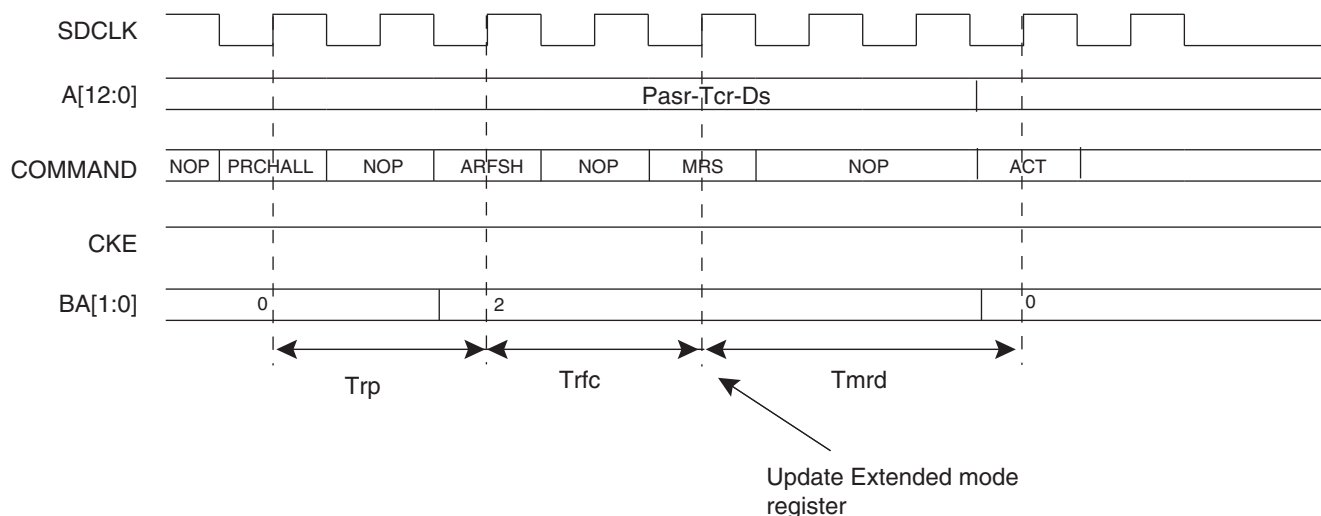 SDCLK
A[12:0]
Pasr-Tcr-Ds
COMMAND
NOP PRCHALL NOP ARFSH NOP MRS NOP ACT
CKE
BA[1:0]
0 2 0
Trp Trfc Tmrd
Update Extended mode
register